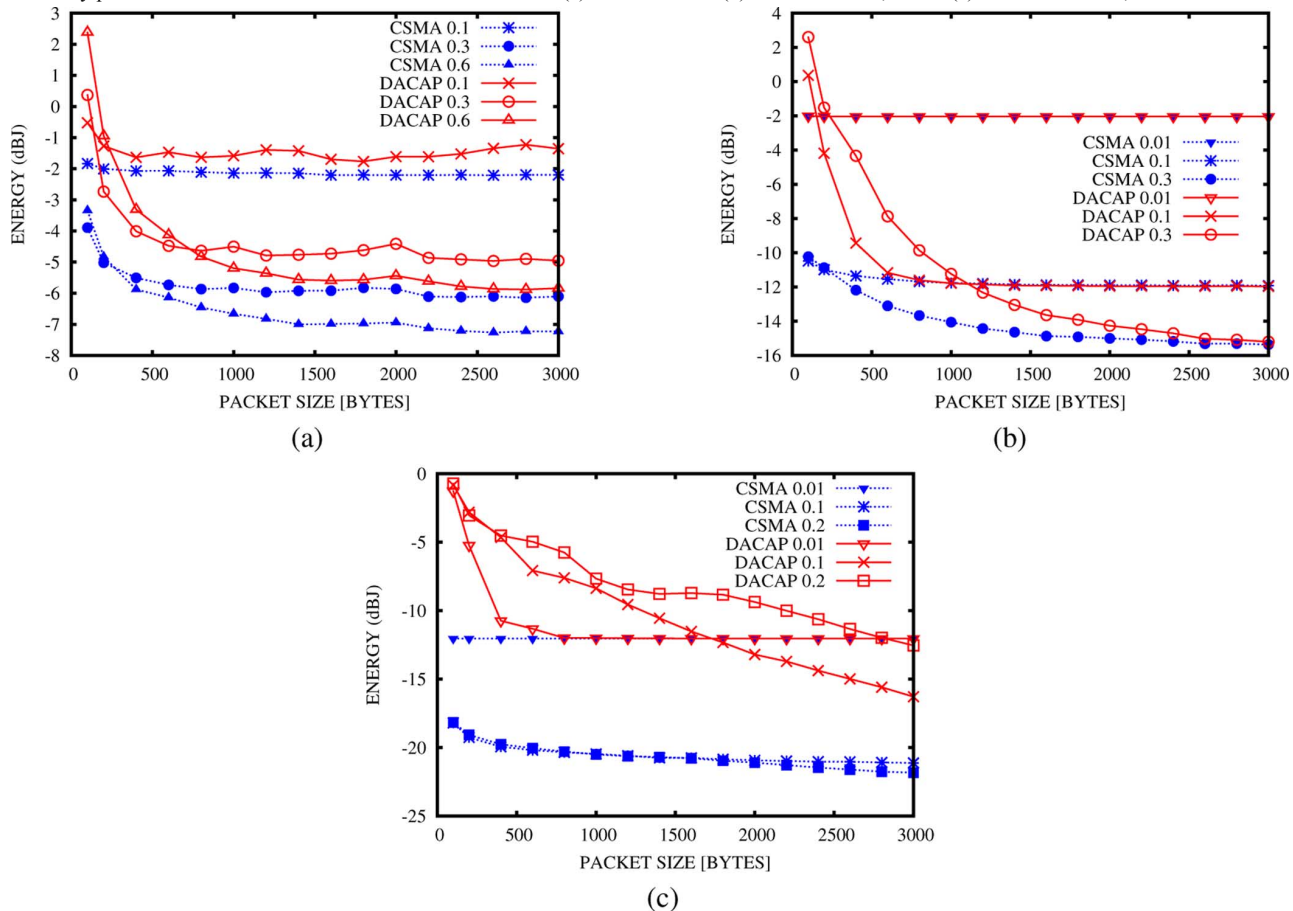 CSMA 0.1
CSMA 0.3
CSMA 0.6
DACAP 0.1
DACAP 0.3
DACAP 0.6
ENERGY (dBJ)
3
2
1
0
-1
-2
-3
-4
-5
-6
-7
-8
0 500 1000 1500 2000 2500 3000
PACKET SIZE [BYTES]
(a)
CSMA 0.01
CSMA 0.1
CSMA 0.3
DACAP 0.01
DACAP 0.1
DACAP 0.3
ENERGY (dBJ)
4
2
0
-2
-4
-6
-8
-10
-12
-14
-16
0 500 1000 1500 2000 2500 3000
PACKET SIZE [BYTES]
(b)
CSMA 0.01
CSMA 0.1
CSMA 0.2
DACAP 0.01
DACAP 0.1
DACAP 0.2
ENERGY (dBJ)
0
-5
-10
-15
-20
-25
0 500 1000 1500 2000 2500 3000
PACKET SIZE [BYTES]
(c)